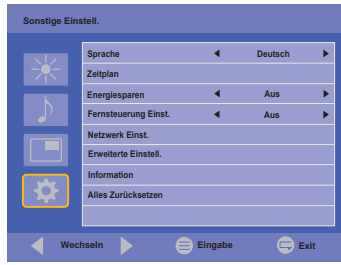 Sonstige Einstell.
Sprache Deutsch
Zeitplan
Energiesparen Aus
Fernsteuerung Einst. Aus
Netzwerk Einst.
Erweiterte Einstell.
Information
Alles Zurücksetzen
Wechseln Eingabe Exit